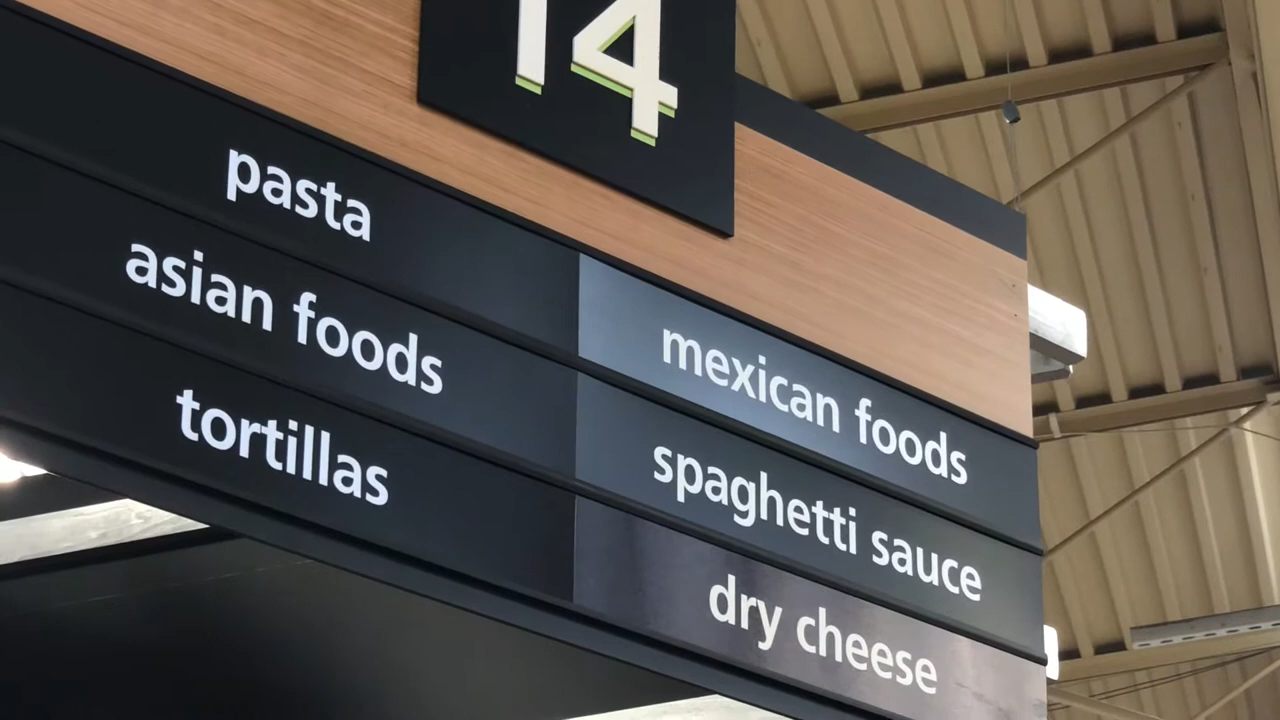 14
pasta
asian foods
tortillas
mexican foods
spaghetti sauce
dry cheese